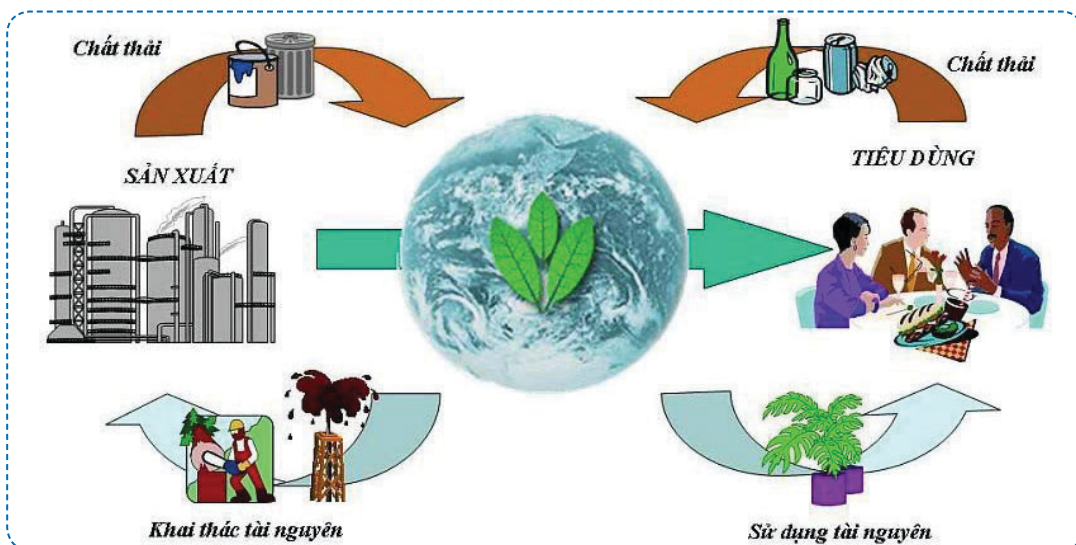 Chất thải
Chất thải
SẢN XUẤT
TIÊU DÙNG
Khai thác tài nguyên
Sử dụng tài nguyên